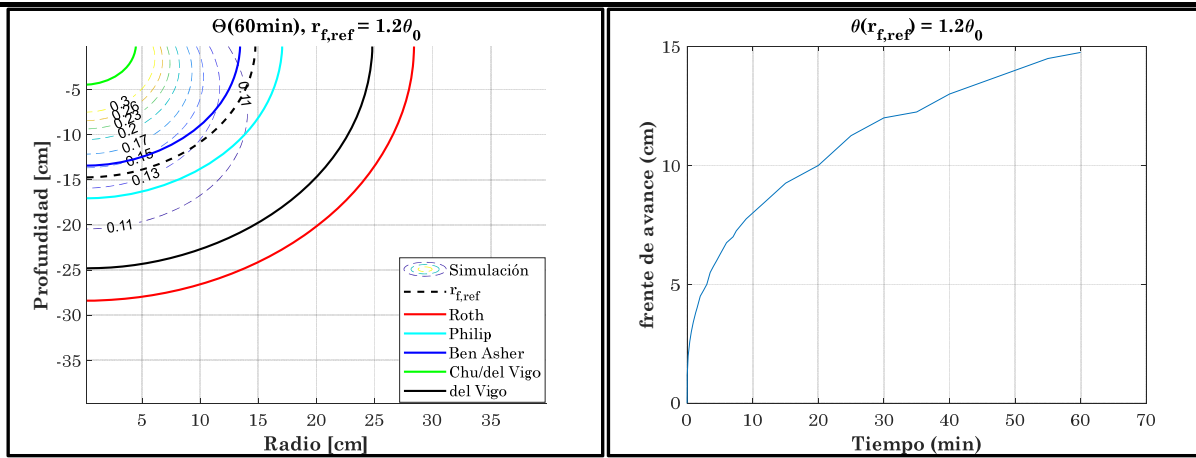 Θ(60min), r_f,ref = 1.2θ_0
-5
-10
-15
-20
-25
-30
-35
Profundidad [cm]
0.3
0.26
0.23
0.2
0.17
0.15
0.13
0.11
0.11
Simulación
r_f,ref
Roth
Philip
Ben Asher
Chu/del Vigo
del Vigo
5
10
15
20
25
30
35
Radio [cm]
θ(r_f,ref) = 1.2θ_0
15
10
5
0
frente de avance (cm)
0
10
20
30
40
50
60
70
Tiempo (min)